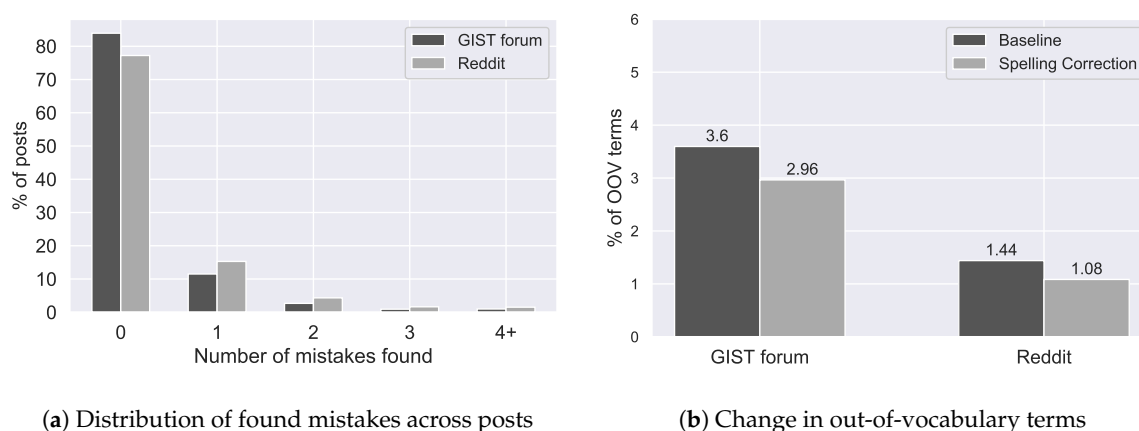 80
70
60
50
40
30
20
10
0
% of posts
GIST forum
Reddit
0 1 2 3 4+
Number of mistakes found
(a) Distribution of found mistakes across posts
6
5
4
3
2
1
0
% of OOV terms
Baseline
Spelling Correction
3.6
2.96
1.44
1.08
GIST forum Reddit
(b) Change in out-of-vocabulary terms